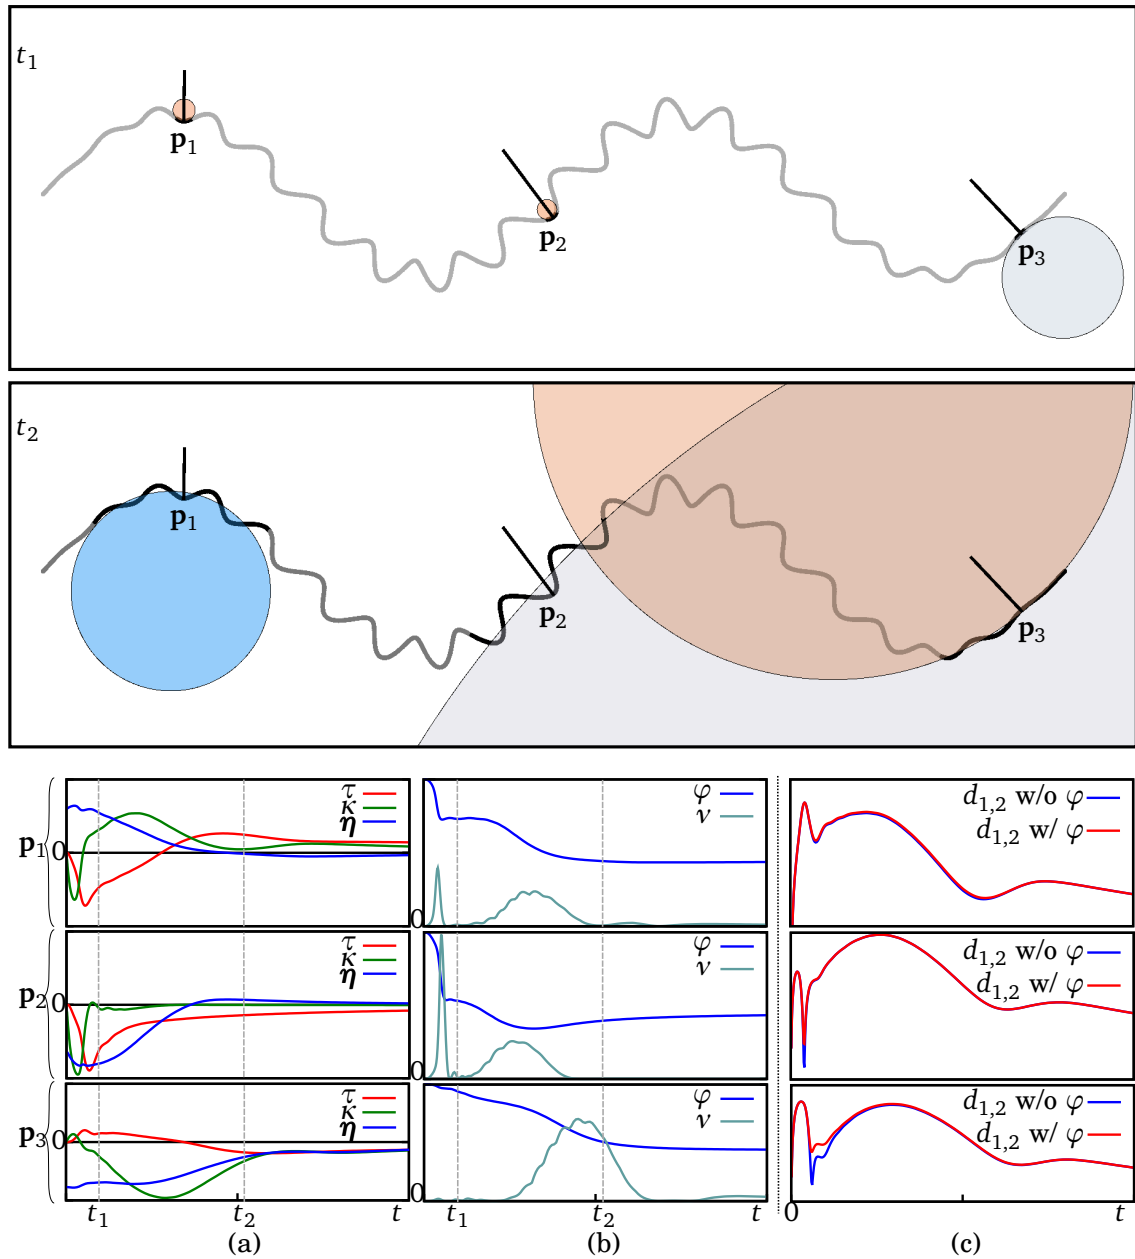 t₁
p₁
p₂
p₃
t₂
p₁
p₂
p₃
p₁ 0
τ
κ
η
0
φ
ν
d₁,₂ w/o φ
d₁,₂ w/ φ
p₂ 0
τ
κ
η
0
φ
ν
d₁,₂ w/o φ
d₁,₂ w/ φ
p₃ 0
τ
κ
η
0
φ
ν
d₁,₂ w/o φ
d₁,₂ w/ φ
t₁ t₂ t
t₁ t₂ t
0 t
(a) (b) (c)